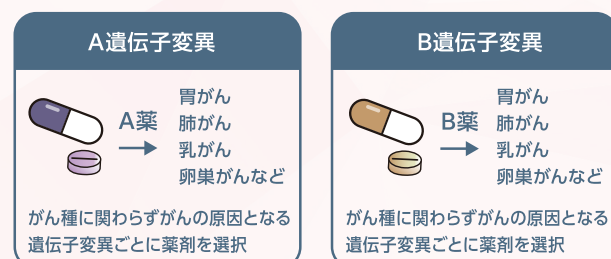 A遺伝子変異
A薬
胃がん
肺がん
乳がん
卵巣がんなど
がん種に関わらずがんの原因となる
遺伝子変異ごとに薬剤を選択
B遺伝子変異
B薬
胃がん
肺がん
乳がん
卵巣がんなど
がん種に関わらずがんの原因となる
遺伝子変異ごとに薬剤を選択